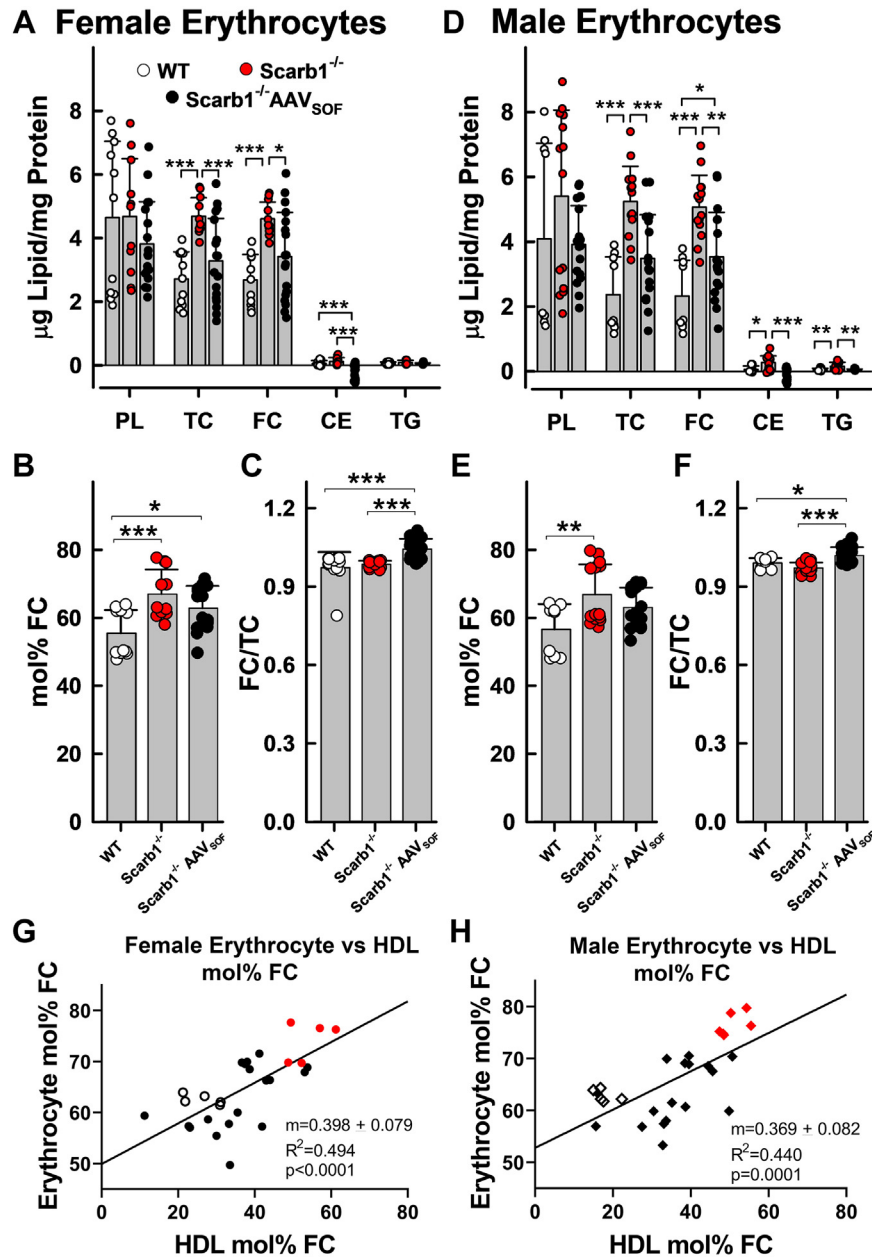 A Female Erythrocytes
WT
Scarb1-/-
Scarb1-/-AAVSOF
μg Lipid/mg Protein
8
6
4
2
0
*** ***
*** *
***
***
PL TC FC CE TG
D Male Erythrocytes
μg Lipid/mg Protein
8
6
4
2
0
*** ***
*
*** **
* ***
** **
PL TC FC CE TG
B
mol% FC
80
60
40
20
0
*
***
WT
Scarb1-/-
Scarb1-/- AAVSOF
C
FC/TC
1.2
0.9
0.6
0.3
0.0
***
***
WT
Scarb1-/-
Scarb1-/- AAVSOF
E
mol% FC
80
60
40
20
0
**
WT
Scarb1-/-
Scarb1-/- AAVSOF
F
FC/TC
1.2
0.9
0.6
0.3
0.0
*
***
WT
Scarb1-/-
Scarb1-/- AAVSOF
G
Female Erythrocyte vs HDL
mol% FC
Erythrocyte mol% FC
80
70
60
50
m=0.398 ± 0.079
R2=0.494
p<0.0001
0 20 40 60 80
HDL mol% FC
H
Male Erythrocyte vs HDL
mol% FC
Erythrocyte mol% FC
80
70
60
50
m=0.369 ± 0.082
R2=0.440
p=0.0001
0 20 40 60 80
HDL mol% FC